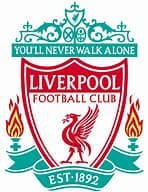 YOU'LL NEVER WALK ALONE
LIVERPOOL
FOOTBALL CLUB
EST·1892